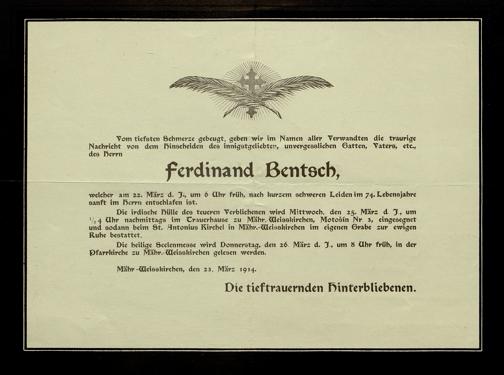 Vom tiefsten Schmerze gebeugt, geben wir im Namen aller Verwandten die traurige
Nachricht von dem Hinscheiden des innigstgeliebten, unvergesslichen Gatten, Vaters, etc.,
des Herrn
Ferdinand Bentsch,
welcher am 22. März d. J., um 6 Uhr früh, nach kurzem schweren Leiden im 74. Lebensjahre
sanft im Herrn entschlafen ist.
Die irdische Hülle des teueren Verblichenen wird Mittwoch, den 25. März d. J., um
1/2 4 Uhr nachmittags im Trauerhause zu Mähr.-Weisskirchen, Motošin Nr 3, eingesegnet
und sodann beim St. Antonius Kirchel in Mähr.-Weisskirchen im eigenen Grabe zur ewigen
Ruhe bestattet.
Die heilige Seelenmesse wird Donnerstag, den 26. März d. J., um 8 Uhr früh, in der
Pfarrkirche zu Mähr.-Weisskirchen gelesen werden.
Mähr.-Weisskirchen, den 23. März 1914.
Die tieftrauernden Hinterbliebenen.